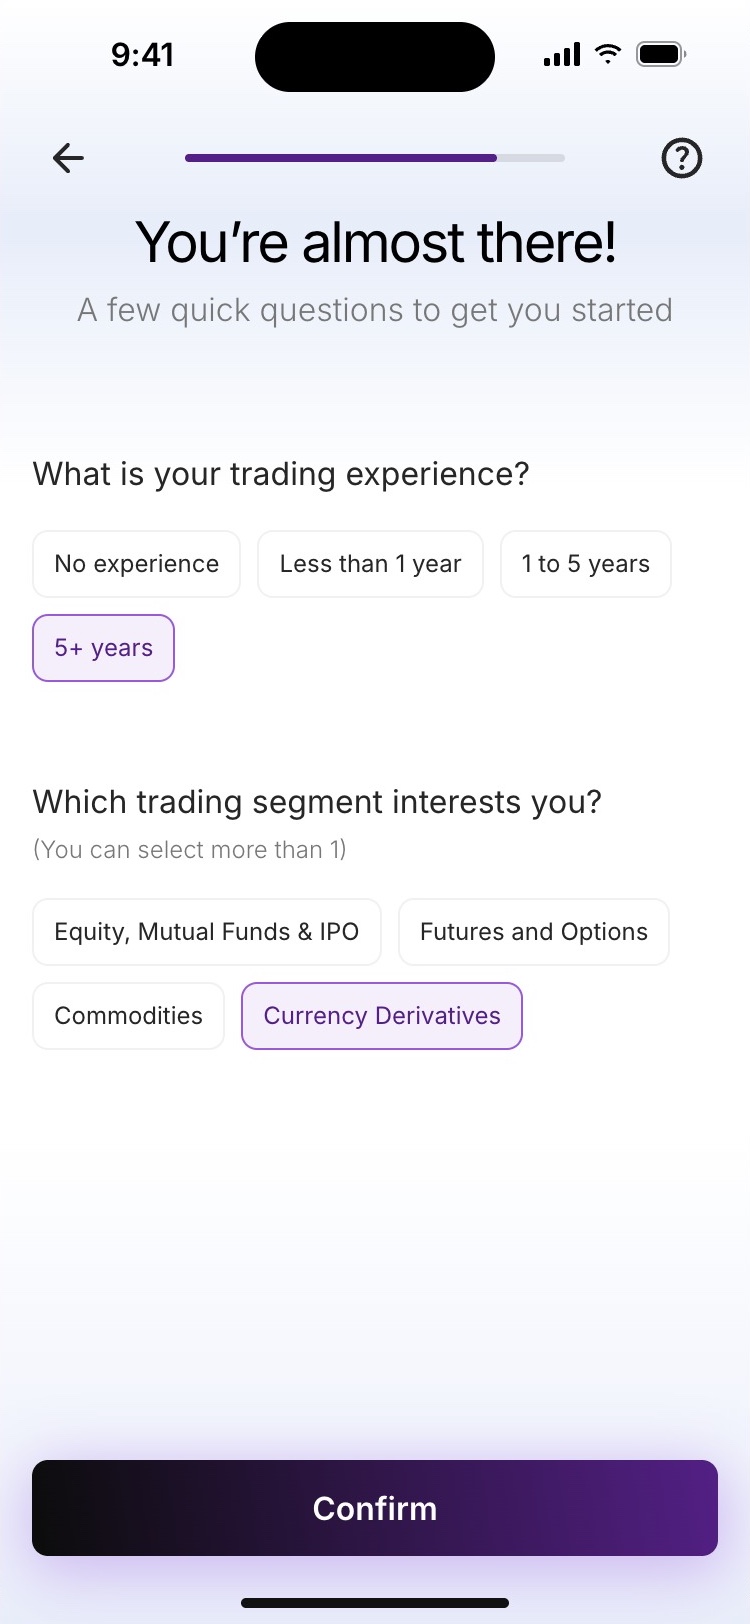 9:41
You’re almost there!
A few quick questions to get you started
What is your trading experience?
No experience
Less than 1 year
1 to 5 years
5+ years
Which trading segment interests you?
(You can select more than 1)
Equity, Mutual Funds & IPO
Futures and Options
Commodities
Currency Derivatives
Confirm